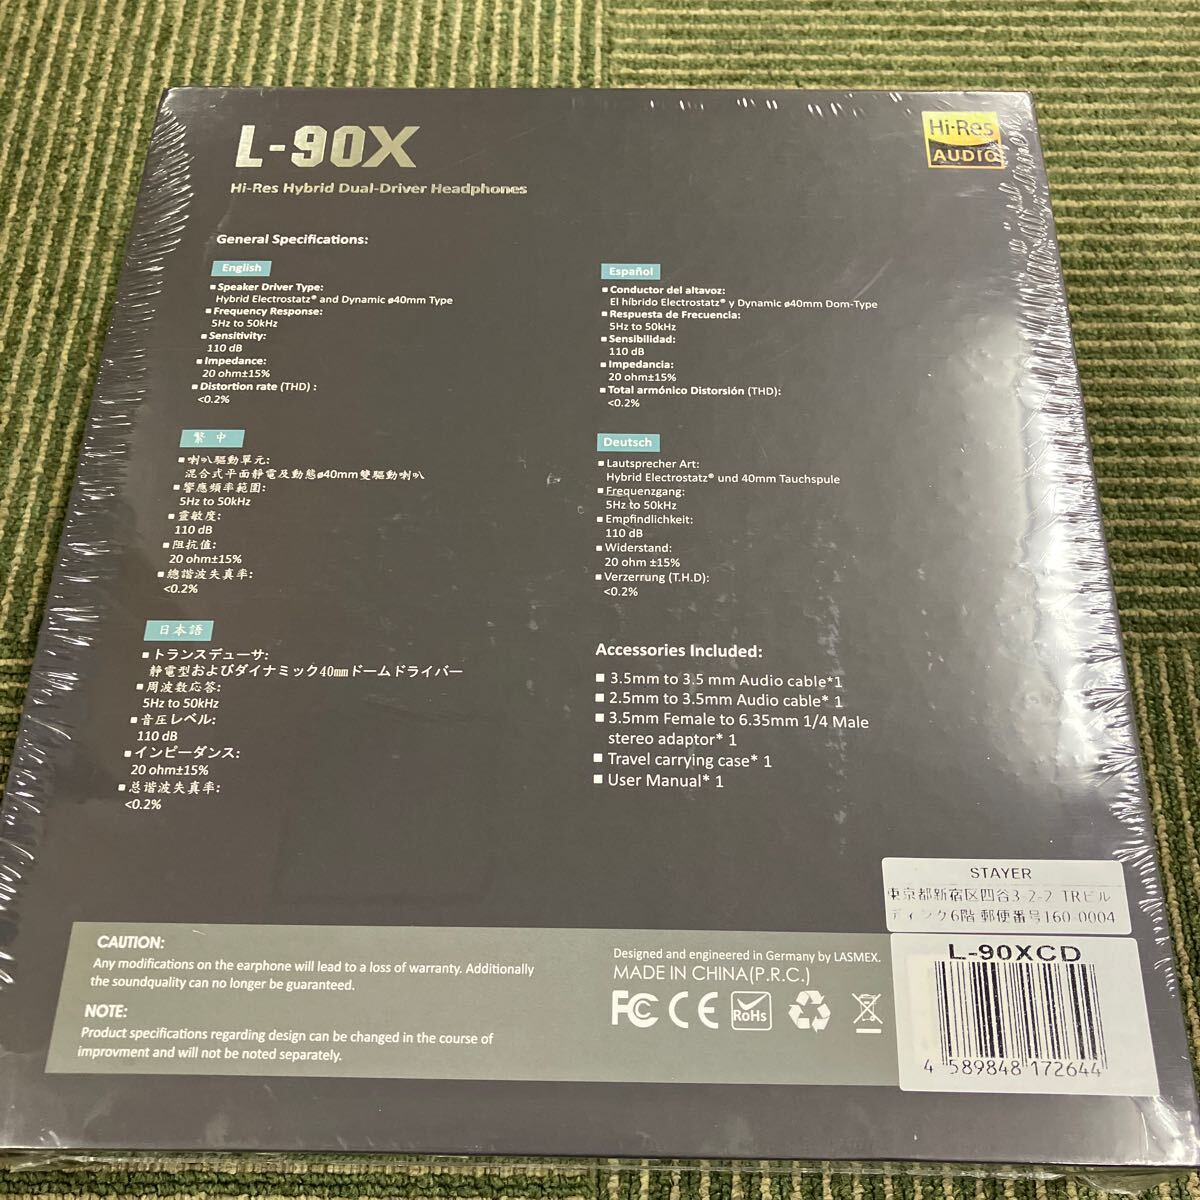 L-90X
Hi-Res Hybrid Dual-Driver Headphones
Hi-Res
AUDIO
General Specifications:
English
Speaker Driver Type:
Hybrid Electrostatz® and Dynamic ø40mm Type
Frequency Response:
5Hz to 50kHz
Sensitivity:
110 dB
Impedance:
20 ohm±15%
Distortion rate (THD) :
<0.2%
繁中
喇叭驅動單元:
混合式平面靜電及動態ø40mm雙驅動喇叭
響應頻率範圍:
5Hz to 50kHz
靈敏度:
110 dB
阻抗值:
20 ohm±15%
總諧波失真率:
<0.2%
日本語
トランスデューサ:
静電型およびダイナミック40mmドームドライバー
周波数応答:
5Hz to 50kHz
音圧レベル:
110 dB
インピーダンス:
20 ohm±15%
总谐波失真率:
<0.2%
Español
Conductor del altavoz:
El híbrido Electrostatz® y Dynamic ø40mm Dom-Type
Respuesta de Frecuencia:
5Hz to 50kHz
Sensibilidad:
110 dB
Impedancia:
20 ohm±15%
Total armónico Distorsión (THD):
<0.2%
Deutsch
Lautsprecher Art:
Hybrid Electrostatz® und 40mm Tauchspule
Frequenzgang:
5Hz to 50kHz
Empfindlichkeit:
110 dB
Widerstand:
20 ohm ±15%
Verzerrung (T.H.D):
<0.2%
Accessories Included:
3.5mm to 3.5 mm Audio cable*1
2.5mm to 3.5mm Audio cable* 1
3.5mm Female to 6.35mm 1/4 Male
stereo adaptor* 1
Travel carrying case* 1
User Manual* 1
STAYER
東京都新宿区四谷3-2-2 TRビル
ディング6階 郵便番号160-0004
L-90XCD
4 589848 172644
CAUTION:
Any modifications on the earphone will lead to a loss of warranty. Additionally
the soundquality can no longer be guaranteed.
NOTE:
Product specifications regarding design can be changed in the course of
improvment and will not be noted separately.
Designed and engineered in Germany by LASMEX.
MADE IN CHINA(P.R.C.)
FC CE RoHs